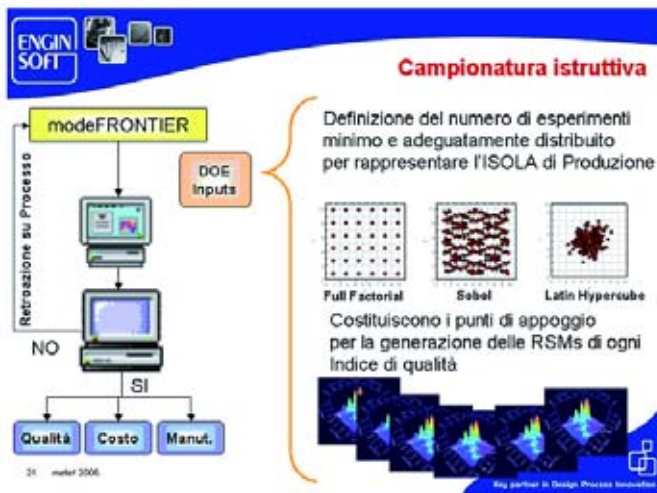 ENGIN
SOFT
Campionatura istruttiva
modeFRONTIER
Retroazione su Processo
DOE
Inputs
NO
SI
Qualità
Costo
Manut.
Definizione del numero di esperimenti
minimo e adeguatamente distribuito
per rappresentare l'ISOLA di Produzione
Full Factorial
Sobol
Latin Hypercube
Costituiscono i punti di appoggio
per la generazione delle RSMs di ogni
Indice di qualità
metef 2006
Key partner in Design Process Innovation